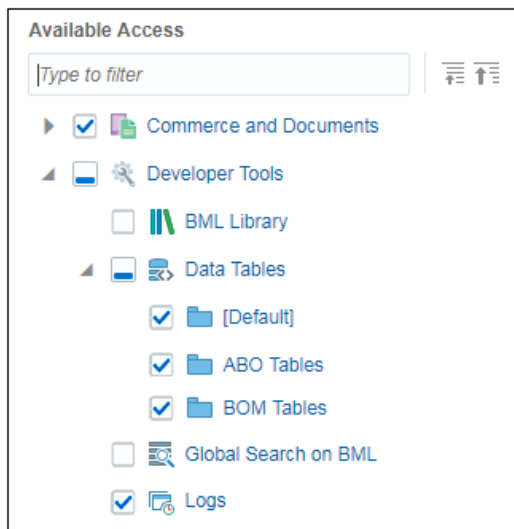 Available Access
Type to filter
Commerce and Documents
Developer Tools
BML Library
Data Tables
[Default]
ABO Tables
BOM Tables
Global Search on BML
Logs